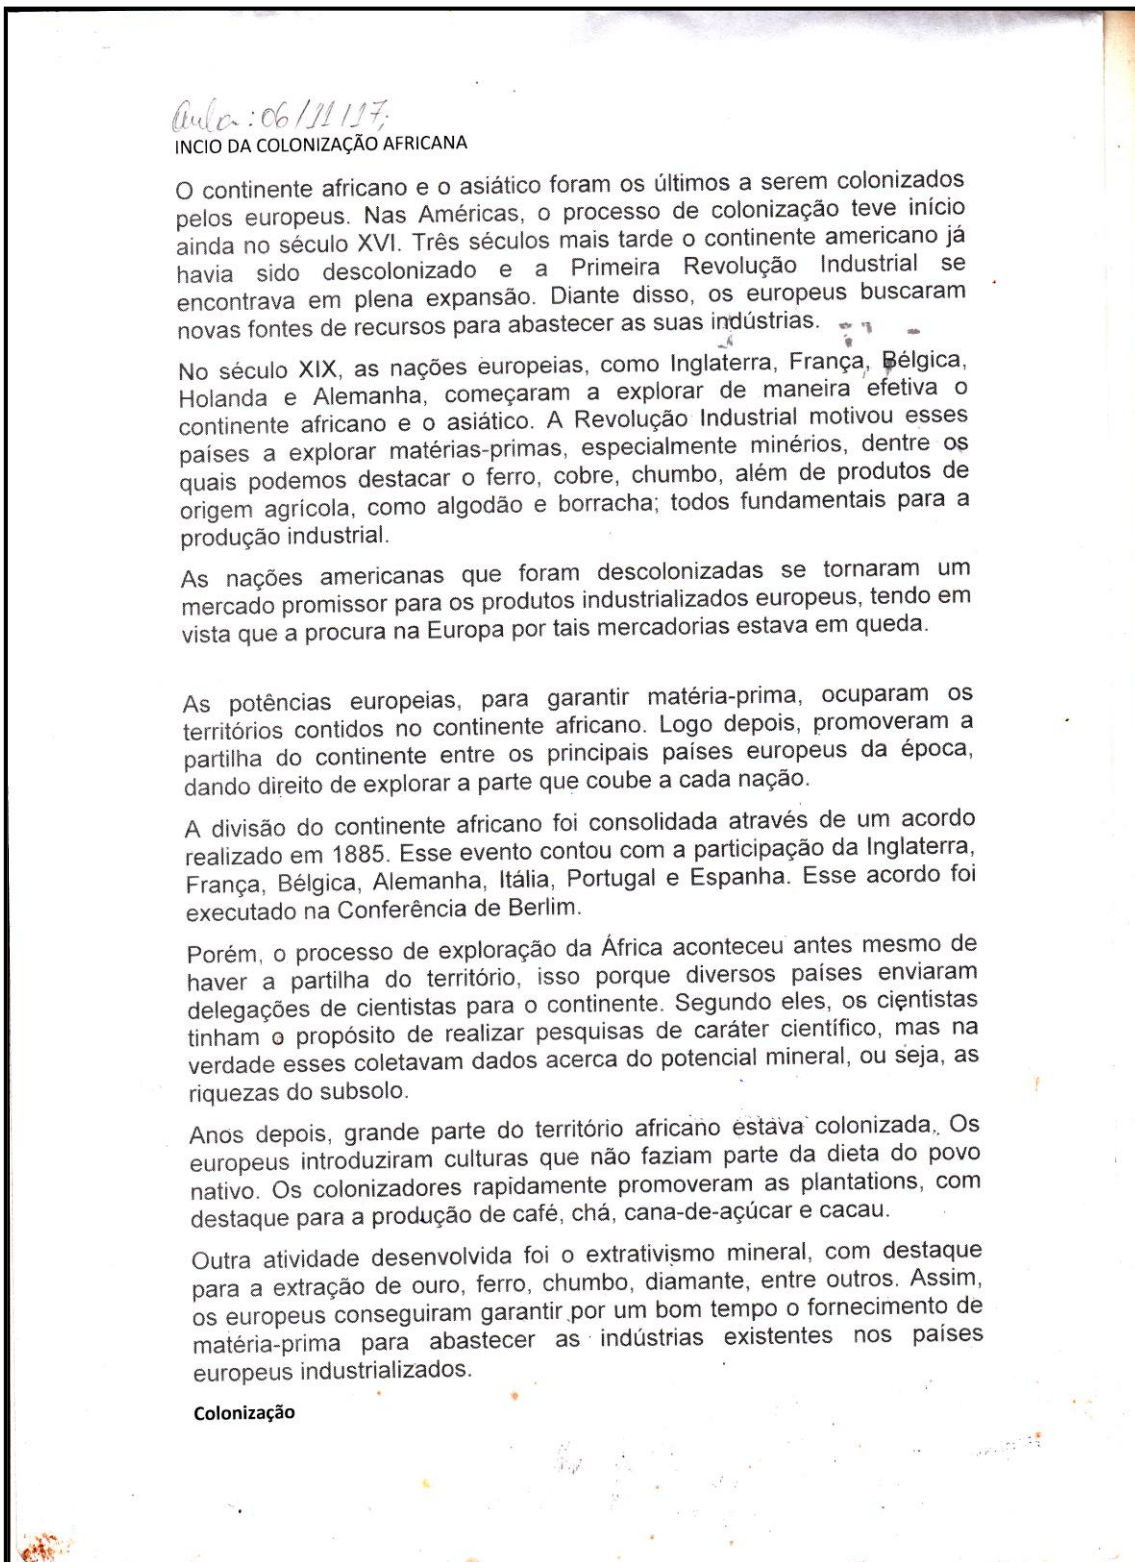 Aula: 06/11/17;
INCIO DA COLONIZAÇÃO AFRICANA
O continente africano e o asiático foram os últimos a serem colonizados
pelos europeus. Nas Américas, o processo de colonização teve início
ainda no século XVI. Três séculos mais tarde o continente americano já
havia sido descolonizado e a Primeira Revolução Industrial se
encontrava em plena expansão. Diante disso, os europeus buscaram
novas fontes de recursos para abastecer as suas indústrias.
No século XIX, as nações europeias, como Inglaterra, França, Bélgica,
Holanda e Alemanha, começaram a explorar de maneira efetiva o
continente africano e o asiático. A Revolução Industrial motivou esses
países a explorar matérias-primas, especialmente minérios, dentre os
quais podemos destacar o ferro, cobre, chumbo, além de produtos de
origem agrícola, como algodão e borracha; todos fundamentais para a
produção industrial.
As nações americanas que foram descolonizadas se tornaram um
mercado promissor para os produtos industrializados europeus, tendo em
vista que a procura na Europa por tais mercadorias estava em queda.
As potências europeias, para garantir matéria-prima, ocuparam os
territórios contidos no continente africano. Logo depois, promoveram a
partilha do continente entre os principais países europeus da época,
dando direito de explorar a parte que coube a cada nação.
A divisão do continente africano foi consolidada através de um acordo
realizado em 1885. Esse evento contou com a participação da Inglaterra,
França, Bélgica, Alemanha, Itália, Portugal e Espanha. Esse acordo foi
executado na Conferência de Berlim.
Porém, o processo de exploração da África aconteceu antes mesmo de
haver a partilha do território, isso porque diversos países enviaram
delegações de cientistas para o continente. Segundo eles, os cientistas
tinham o propósito de realizar pesquisas de caráter científico, mas na
verdade esses coletavam dados acerca do potencial mineral, ou seja, as
riquezas do subsolo.
Anos depois, grande parte do território africano estava colonizada. Os
europeus introduziram culturas que não faziam parte da dieta do povo
nativo. Os colonizadores rapidamente promoveram as plantations, com
destaque para a produção de café, chá, cana-de-açúcar e cacau.
Outra atividade desenvolvida foi o extrativismo mineral, com destaque
para a extração de ouro, ferro, chumbo, diamante, entre outros. Assim,
os europeus conseguiram garantir por um bom tempo o fornecimento de
matéria-prima para abastecer as indústrias existentes nos países
europeus industrializados.
Colonização